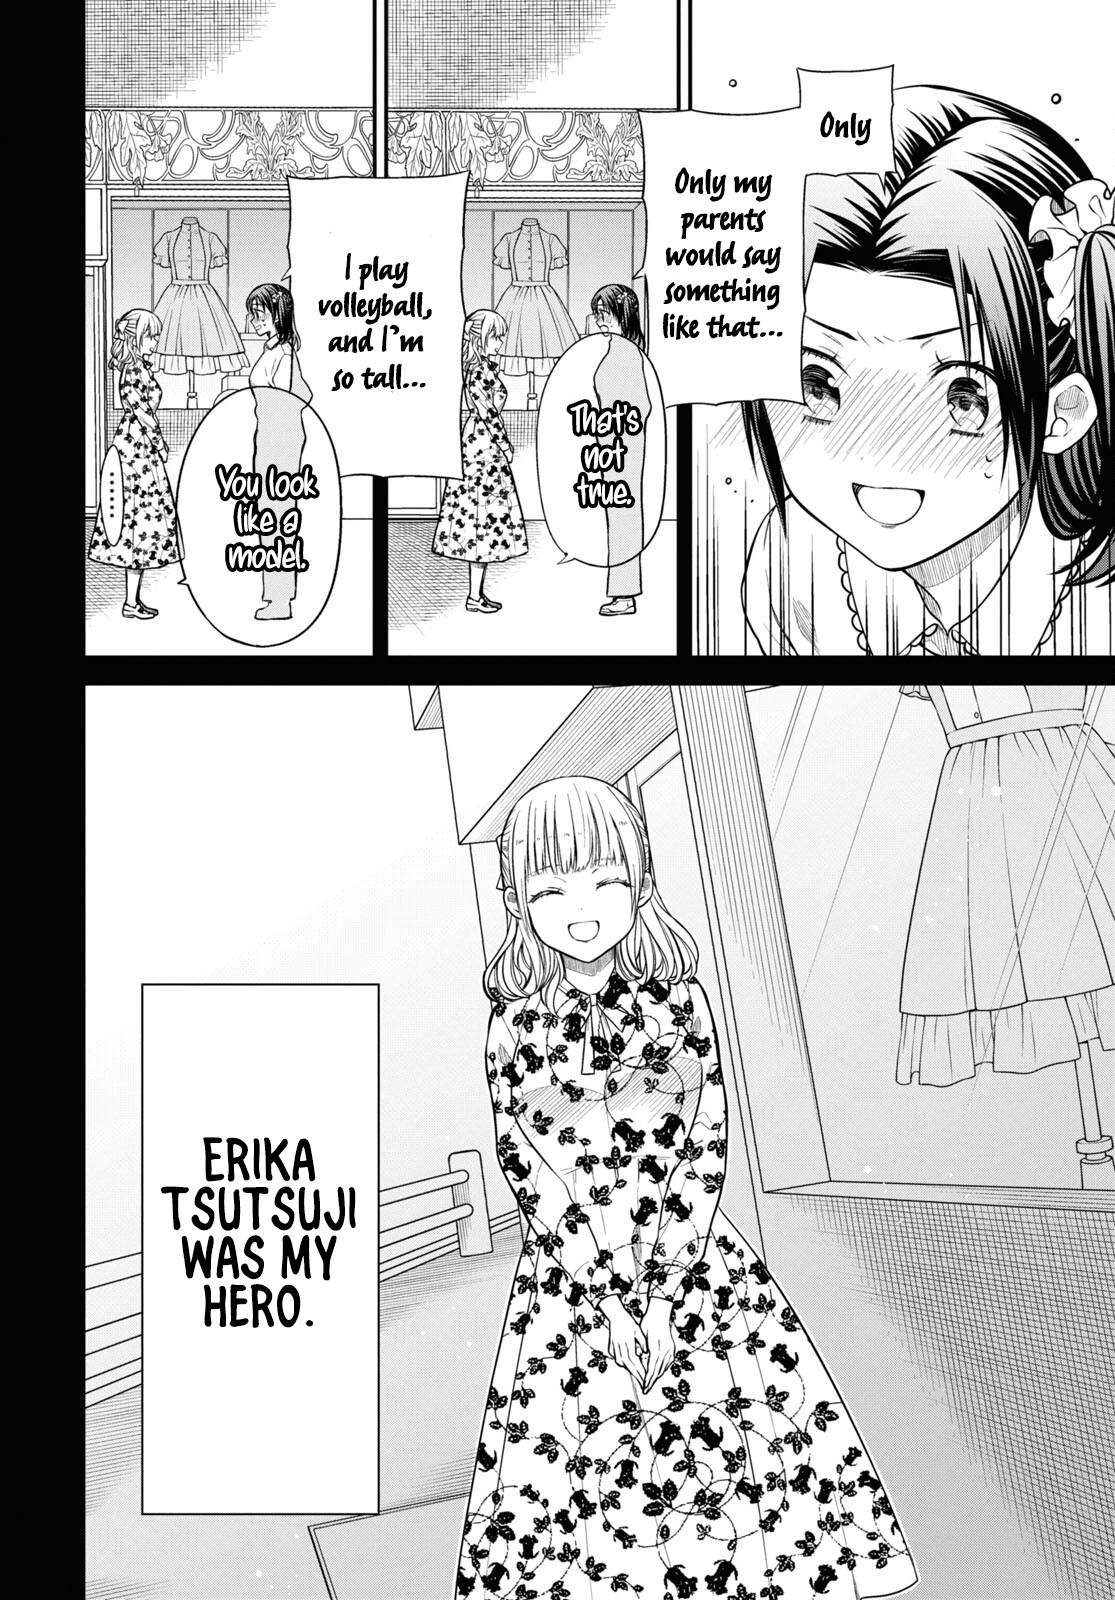 Only
Only my
parents
would say
something
like that...
That's
not
true.
I play
volleyball,
and I'm
so tall...
You look
like a
model.
......
ERIKA
TSUTSUJI
WAS MY
HERO.